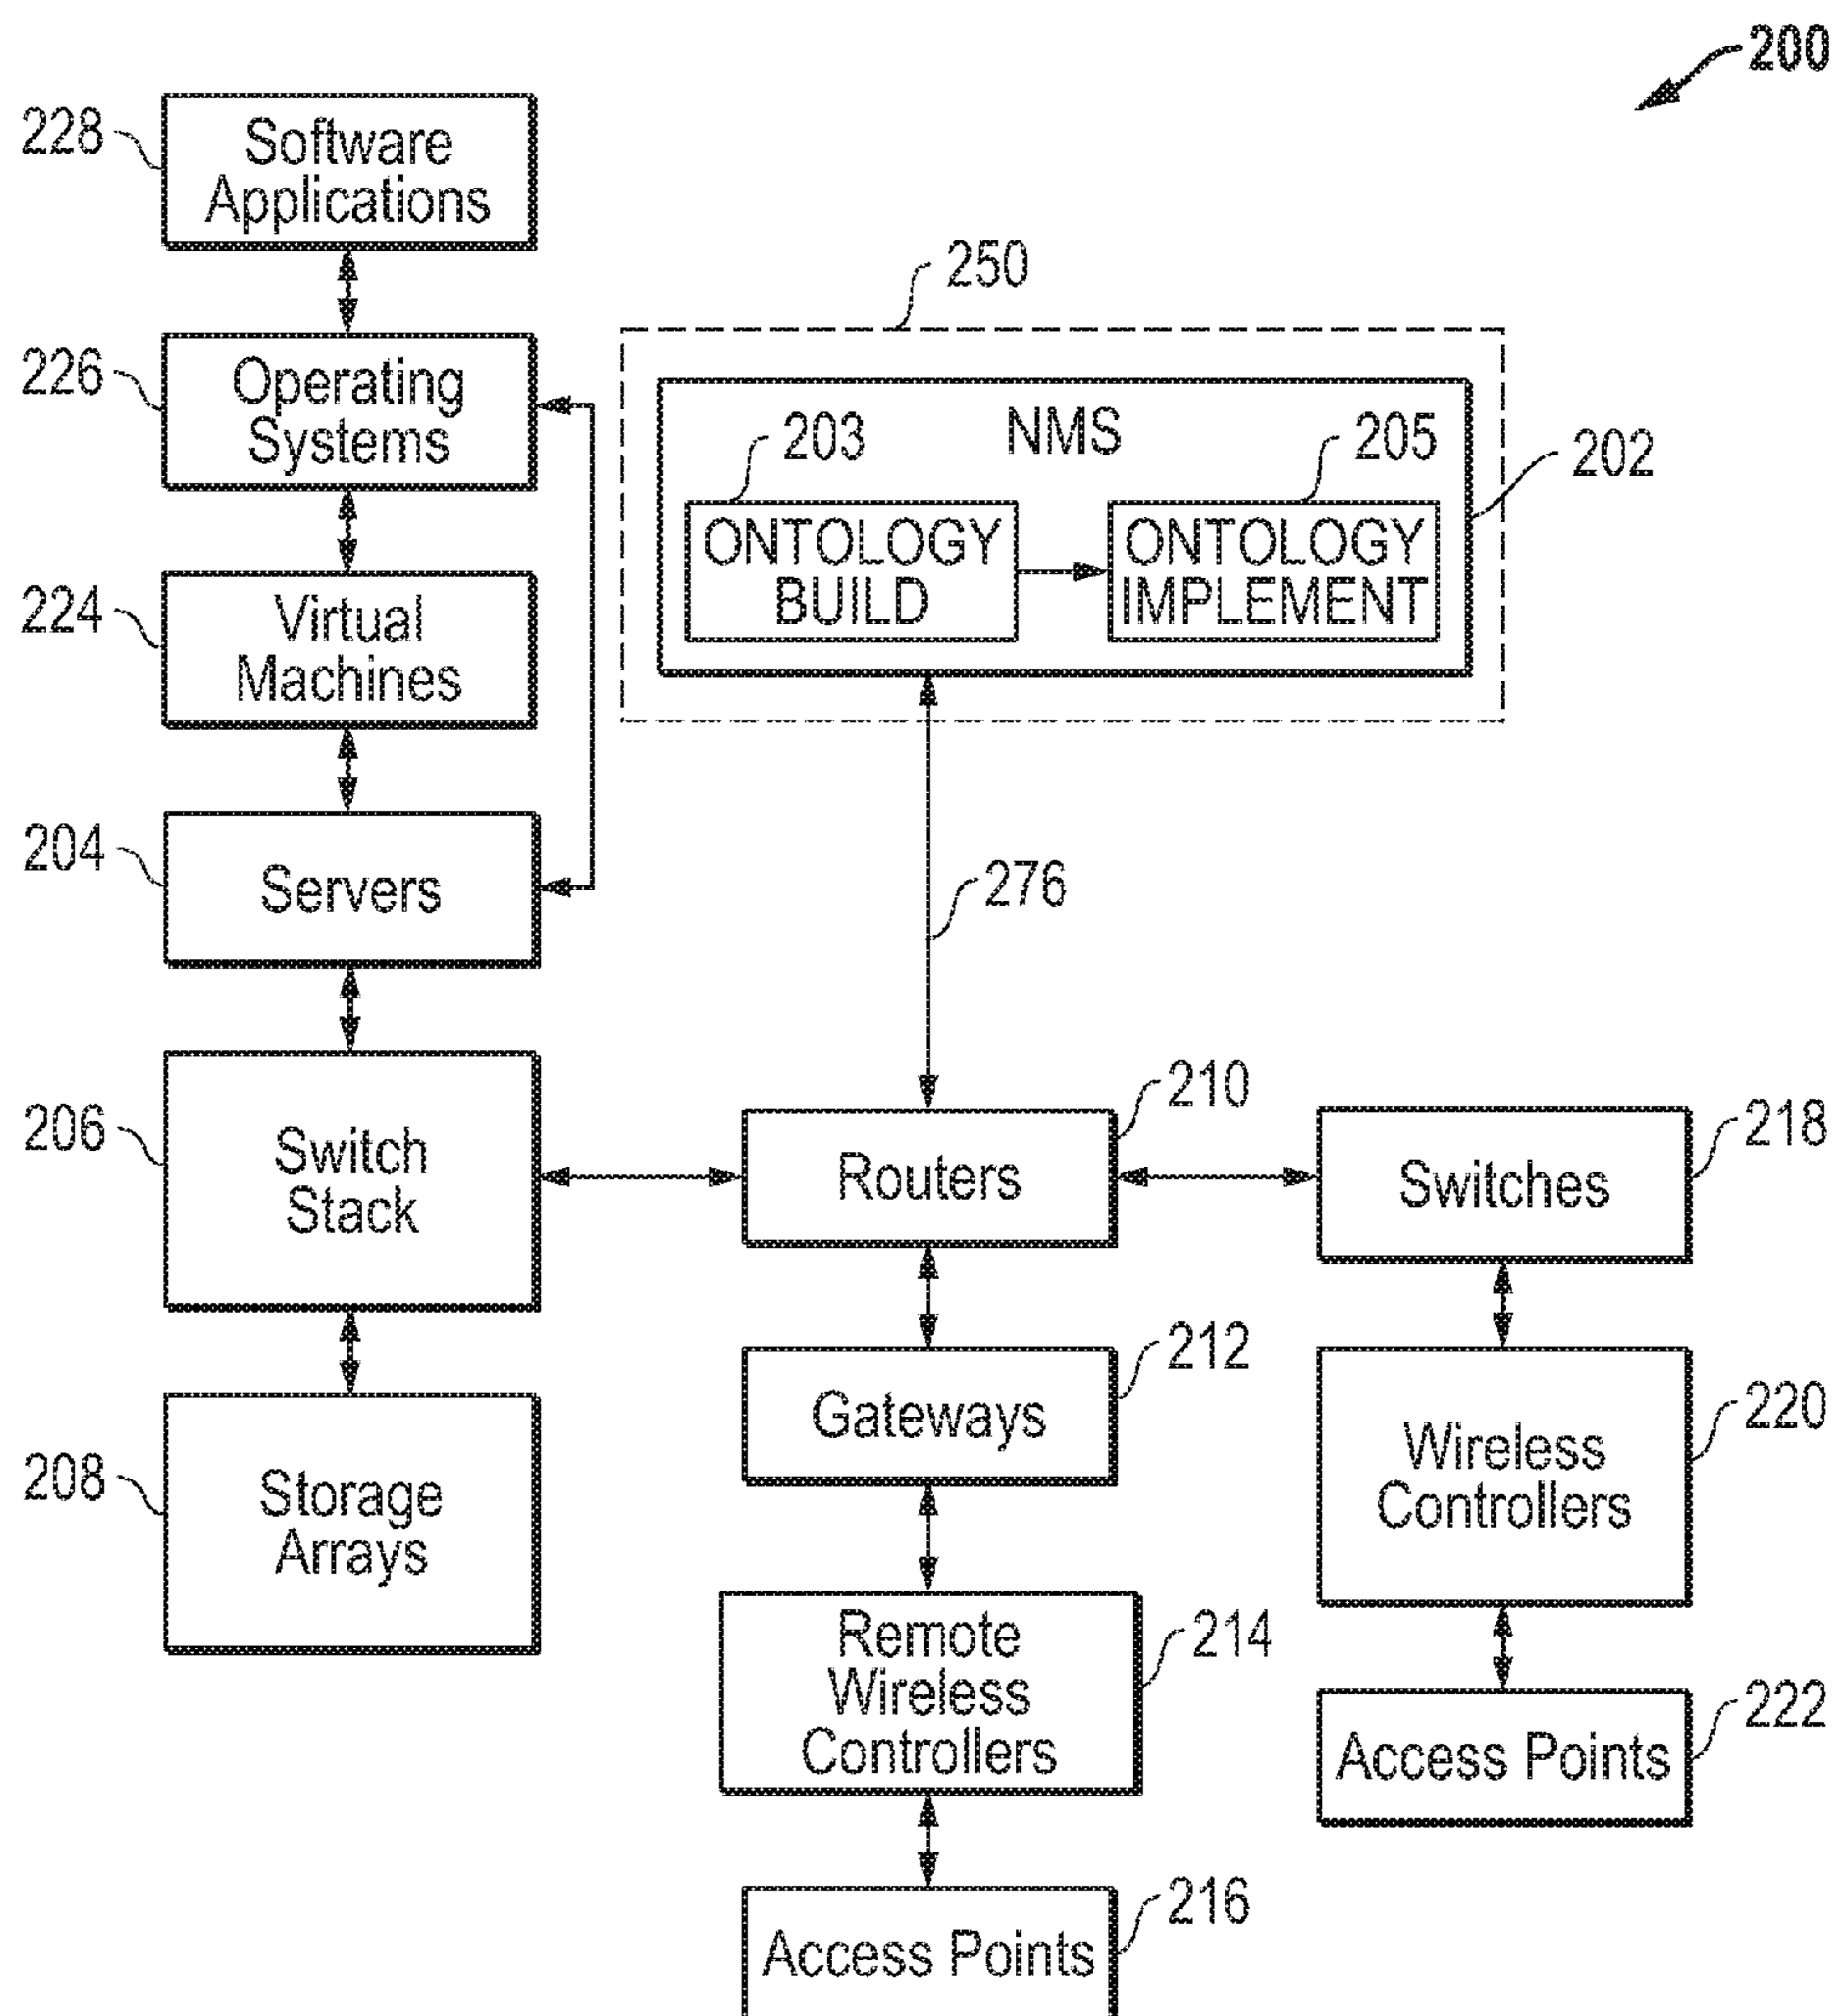 200
228
Software
Applications
250
226
Operating
Systems
203
NMS
205
202
ONTOLOGY
BUILD
ONTOLOGY
IMPLEMENT
224
Virtual
Machines
204
Servers
276
206
Switch
Stack
210
Routers
218
Switches
208
Storage
Arrays
212
Gateways
220
Wireless
Controllers
214
Remote
Wireless
Controllers
222
Access Points
216
Access Points